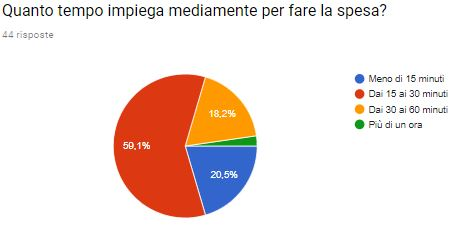 Quanto tempo impiega mediamente per fare la spesa?
44 risposte
Meno di 15 minuti
Dai 15 ai 30 minuti
Dai 30 ai 60 minuti
Più di un ora
18,2%
59,1%
20,5%